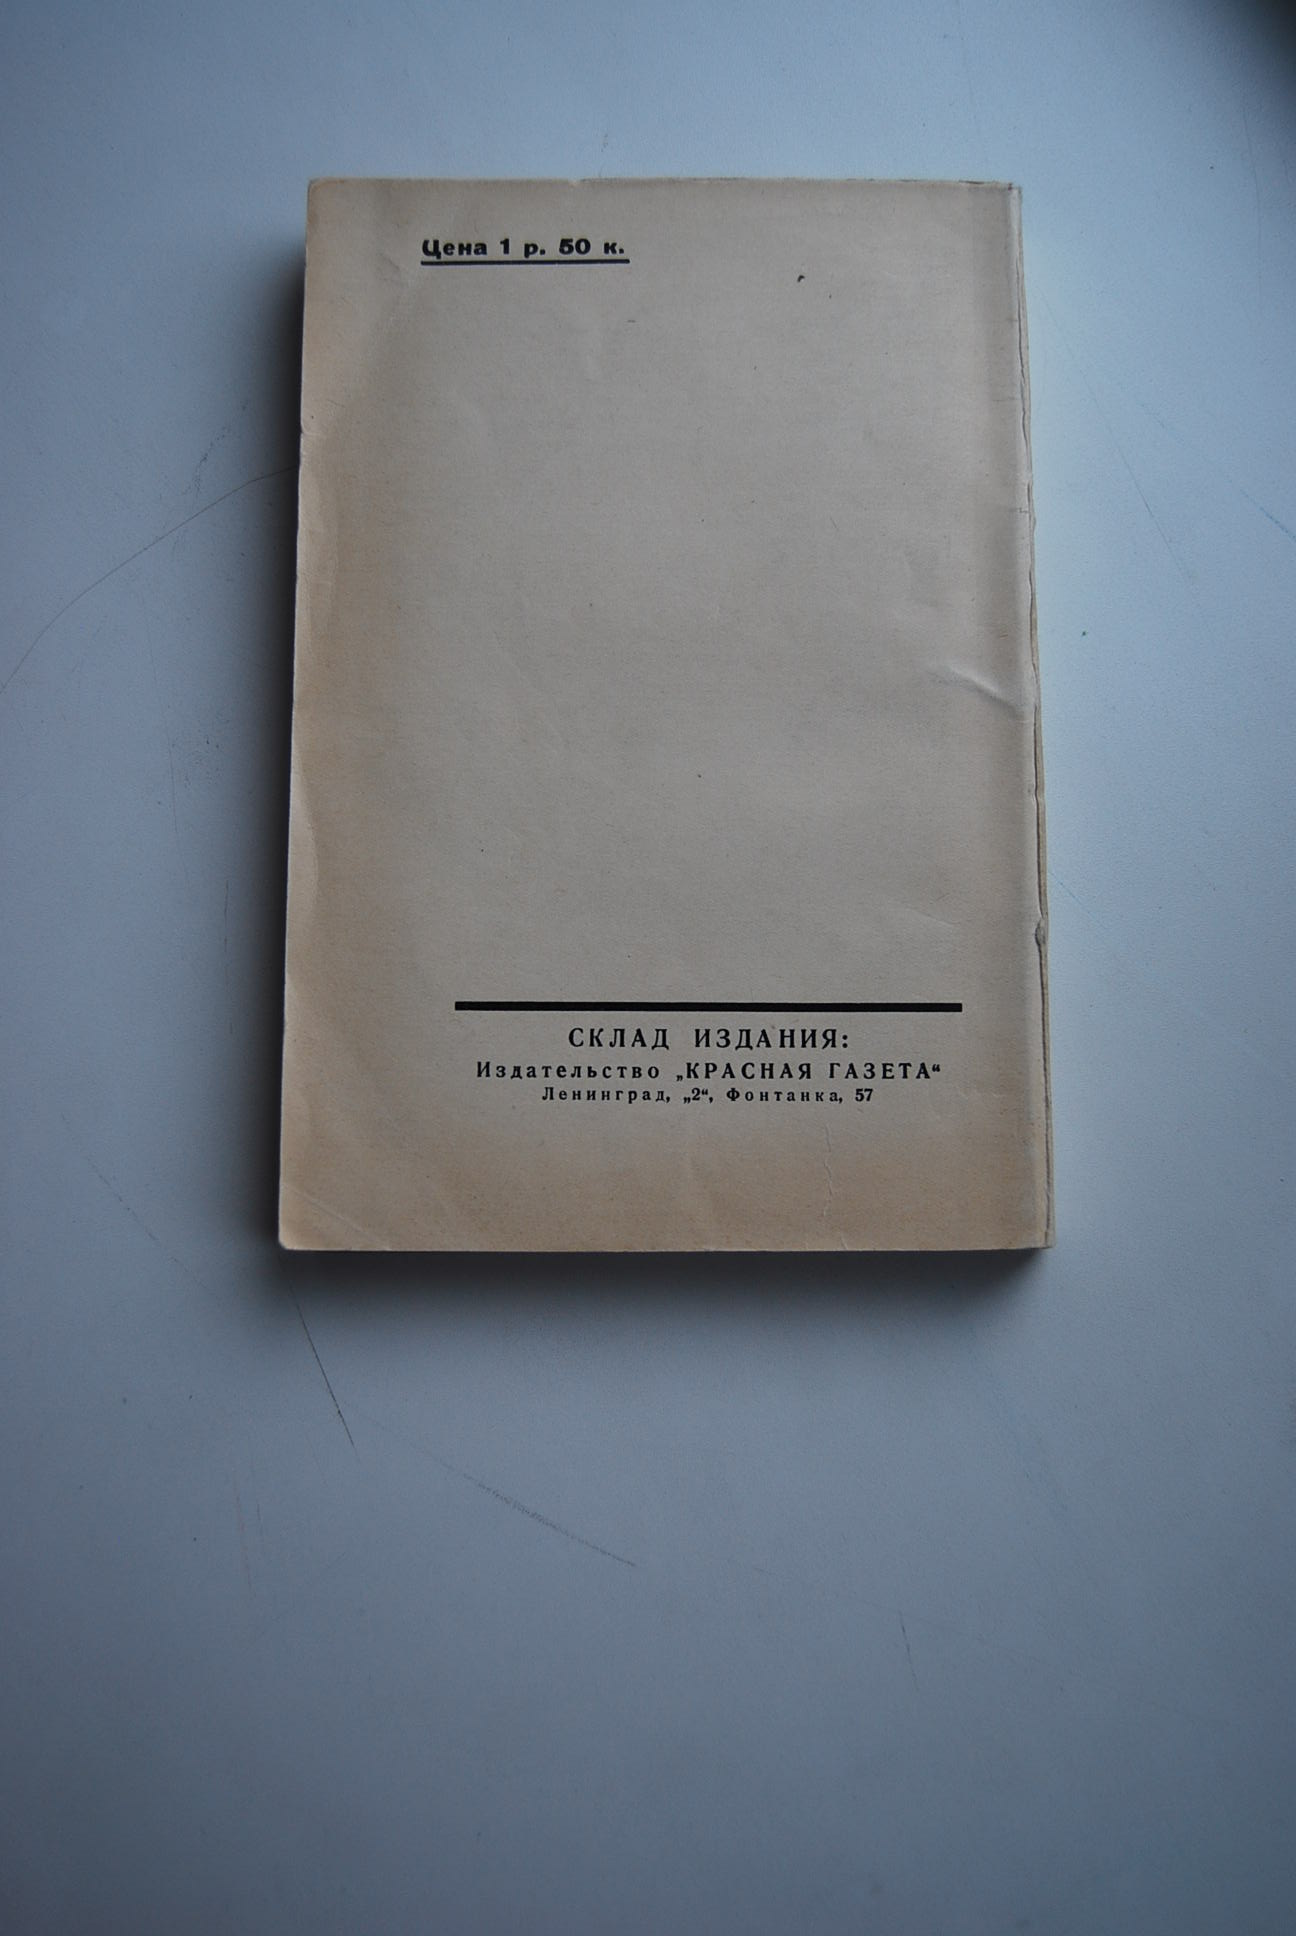 Цена 1 р. 50 к.
СКЛАД ИЗДАНИЯ:
Издательство „КРАСНАЯ ГАЗЕТА“
Ленинград, „2“, Фонтанка, 57